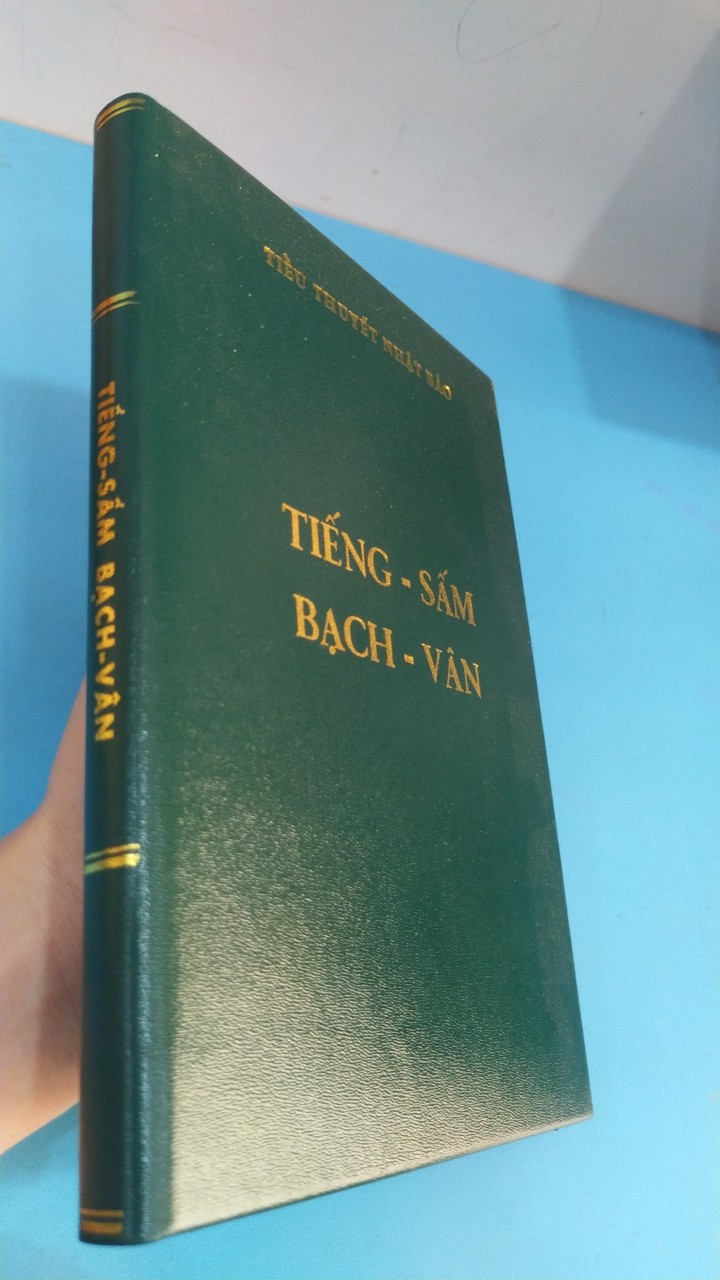 TIỂU THUYẾT NHẬT BÁO
TIẾNG - SẤM
BẠCH - VÂN
TIẾNG-SẤM BẠCH-VÂN